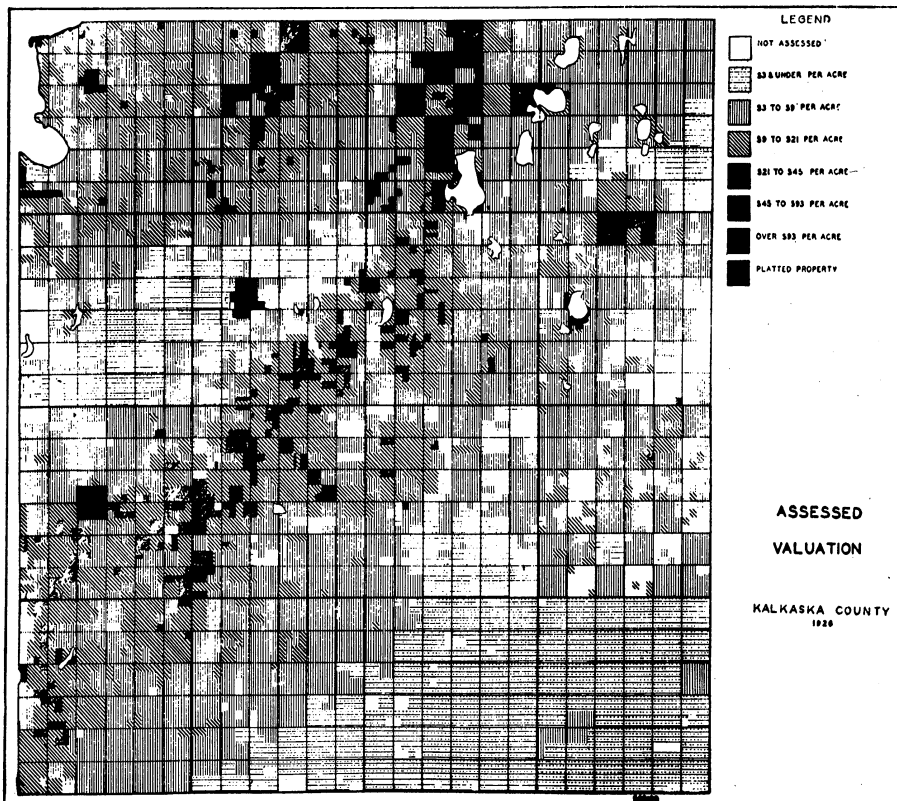 LEGEND
NOT ASSESSED
$3 & UNDER PER ACRE
$3 TO $9 PER ACRE
$9 TO $21 PER ACRE
$21 TO $45 PER ACRE
$45 TO $93 PER ACRE
OVER $93 PER ACRE
PLATTED PROPERTY
ASSESSED
VALUATION
KALKASKA COUNTY
1926